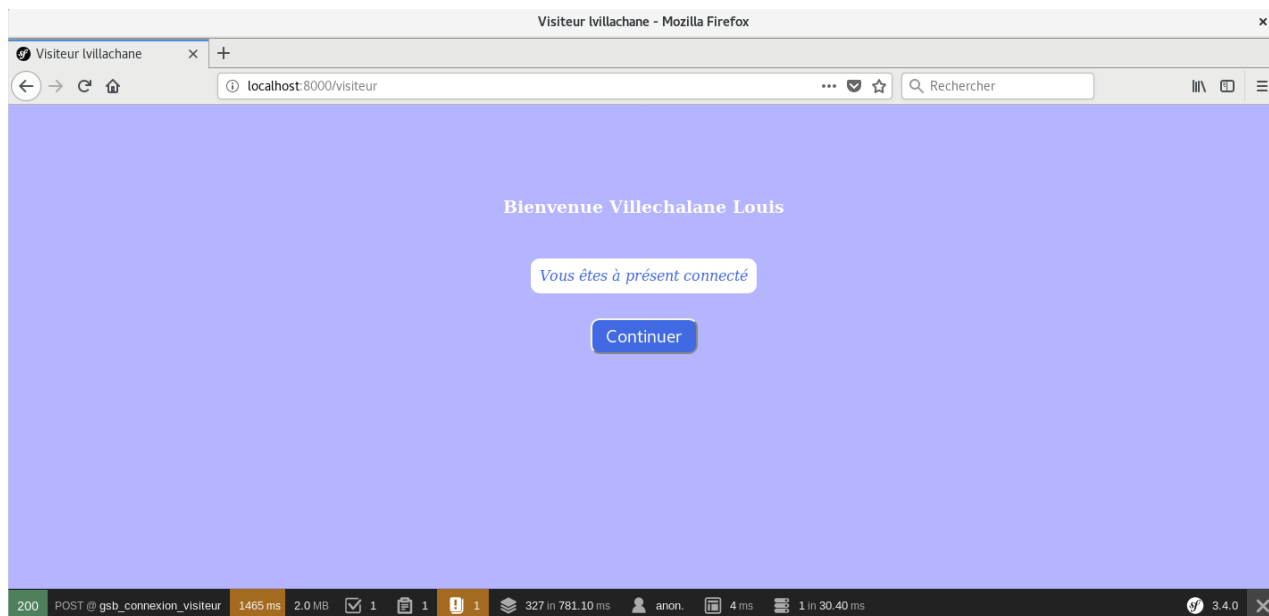 Visiteur lvillachane - Mozilla Firefox
Visiteur lvillachane
localhost:8000/visiteur
Rechercher
Bienvenue Villechalane Louis
Vous êtes à présent connecté
Continuer
200 POST @ gsb_connexion_visiteur 1465 ms 2.0 MB 1 1 1 327 in 781.10 ms anon. 4 ms 1 in 30.40 ms 3.4.0